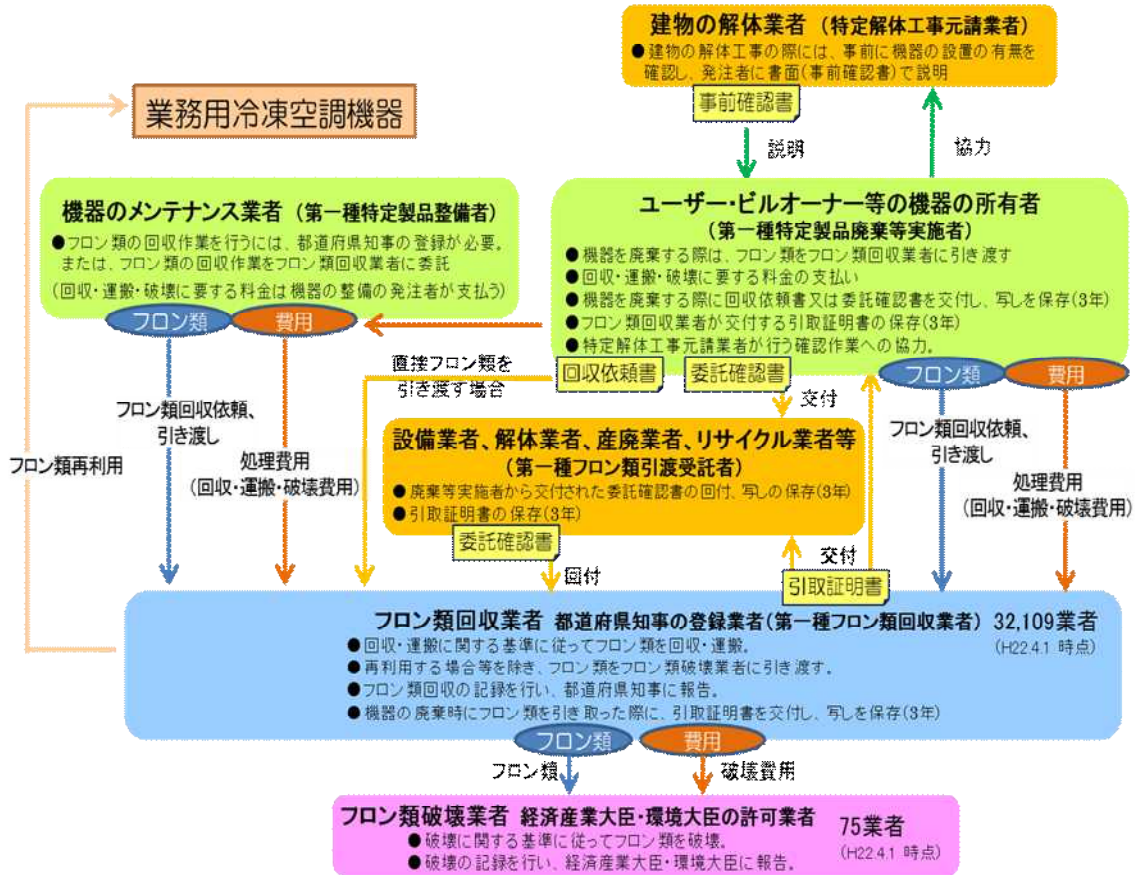 建物の解体業者 (特定解体工事元請業者)
●建物の解体工事の際には、事前に機器の設置の有無を
確認し、発注者に書面(事前確認書)で説明
事前確認書
業務用冷凍空調機器
説明
協力
機器のメンテナンス業者 (第一種特定製品整備者)
●フロン類の回収作業を行うには、都道府県知事の登録が必要。
または、フロン類の回収作業をフロン類回収業者に委託
(回収・運搬・破壊に要する料金は機器の整備の発注者が支払う)
フロン類
費用
ユーザー・ビルオーナー等の機器の所有者
(第一種特定製品廃棄等実施者)
●機器を廃棄する際は、フロン類をフロン類回収業者に引き渡す
●回収・運搬・破壊に要する料金の支払い
●機器を廃棄する際に回収依頼書又は委託確認書を交付し、写しを保存(3年)
●フロン類回収業者が交付する引取証明書の保存(3年)
●特定解体工事元請業者が行う確認作業への協力。
回収依頼書
委託確認書
フロン類
費用
直接フロン類を
引き渡す場合
交付
フロン類回収依頼、
引き渡し
処理費用
(回収・運搬・破壊費用)
フロン類再利用
設備業者、解体業者、産廃業者、リサイクル業者等
(第一種フロン類引渡受託者)
●廃棄等実施者から交付された委託確認書の回付、写しの保存(3年)
●引取証明書の保存(3年)
委託確認書
回付
交付
引取証明書
フロン類回収依頼、
引き渡し
処理費用
(回収・運搬・破壊費用)
フロン類回収業者 都道府県知事の登録業者(第一種フロン類回収業者) 32,109業者
(H22.4.1 時点)
●回収・運搬に関する基準に従ってフロン類を回収・運搬。
●再利用する場合等を除き、フロン類をフロン類破壊業者に引き渡す。
●フロン類回収の記録を行い、都道府県知事に報告。
●機器の廃棄時にフロン類を引き取った際に、引取証明書を交付し、写しを保存(3年)
フロン類
費用
フロン類
破壊費用
フロン類破壊業者 経済産業大臣・環境大臣の許可業者 75業者
(H22.4.1 時点)
●破壊に関する基準に従ってフロン類を破壊。
●破壊の記録を行い、経済産業大臣・環境大臣に報告。